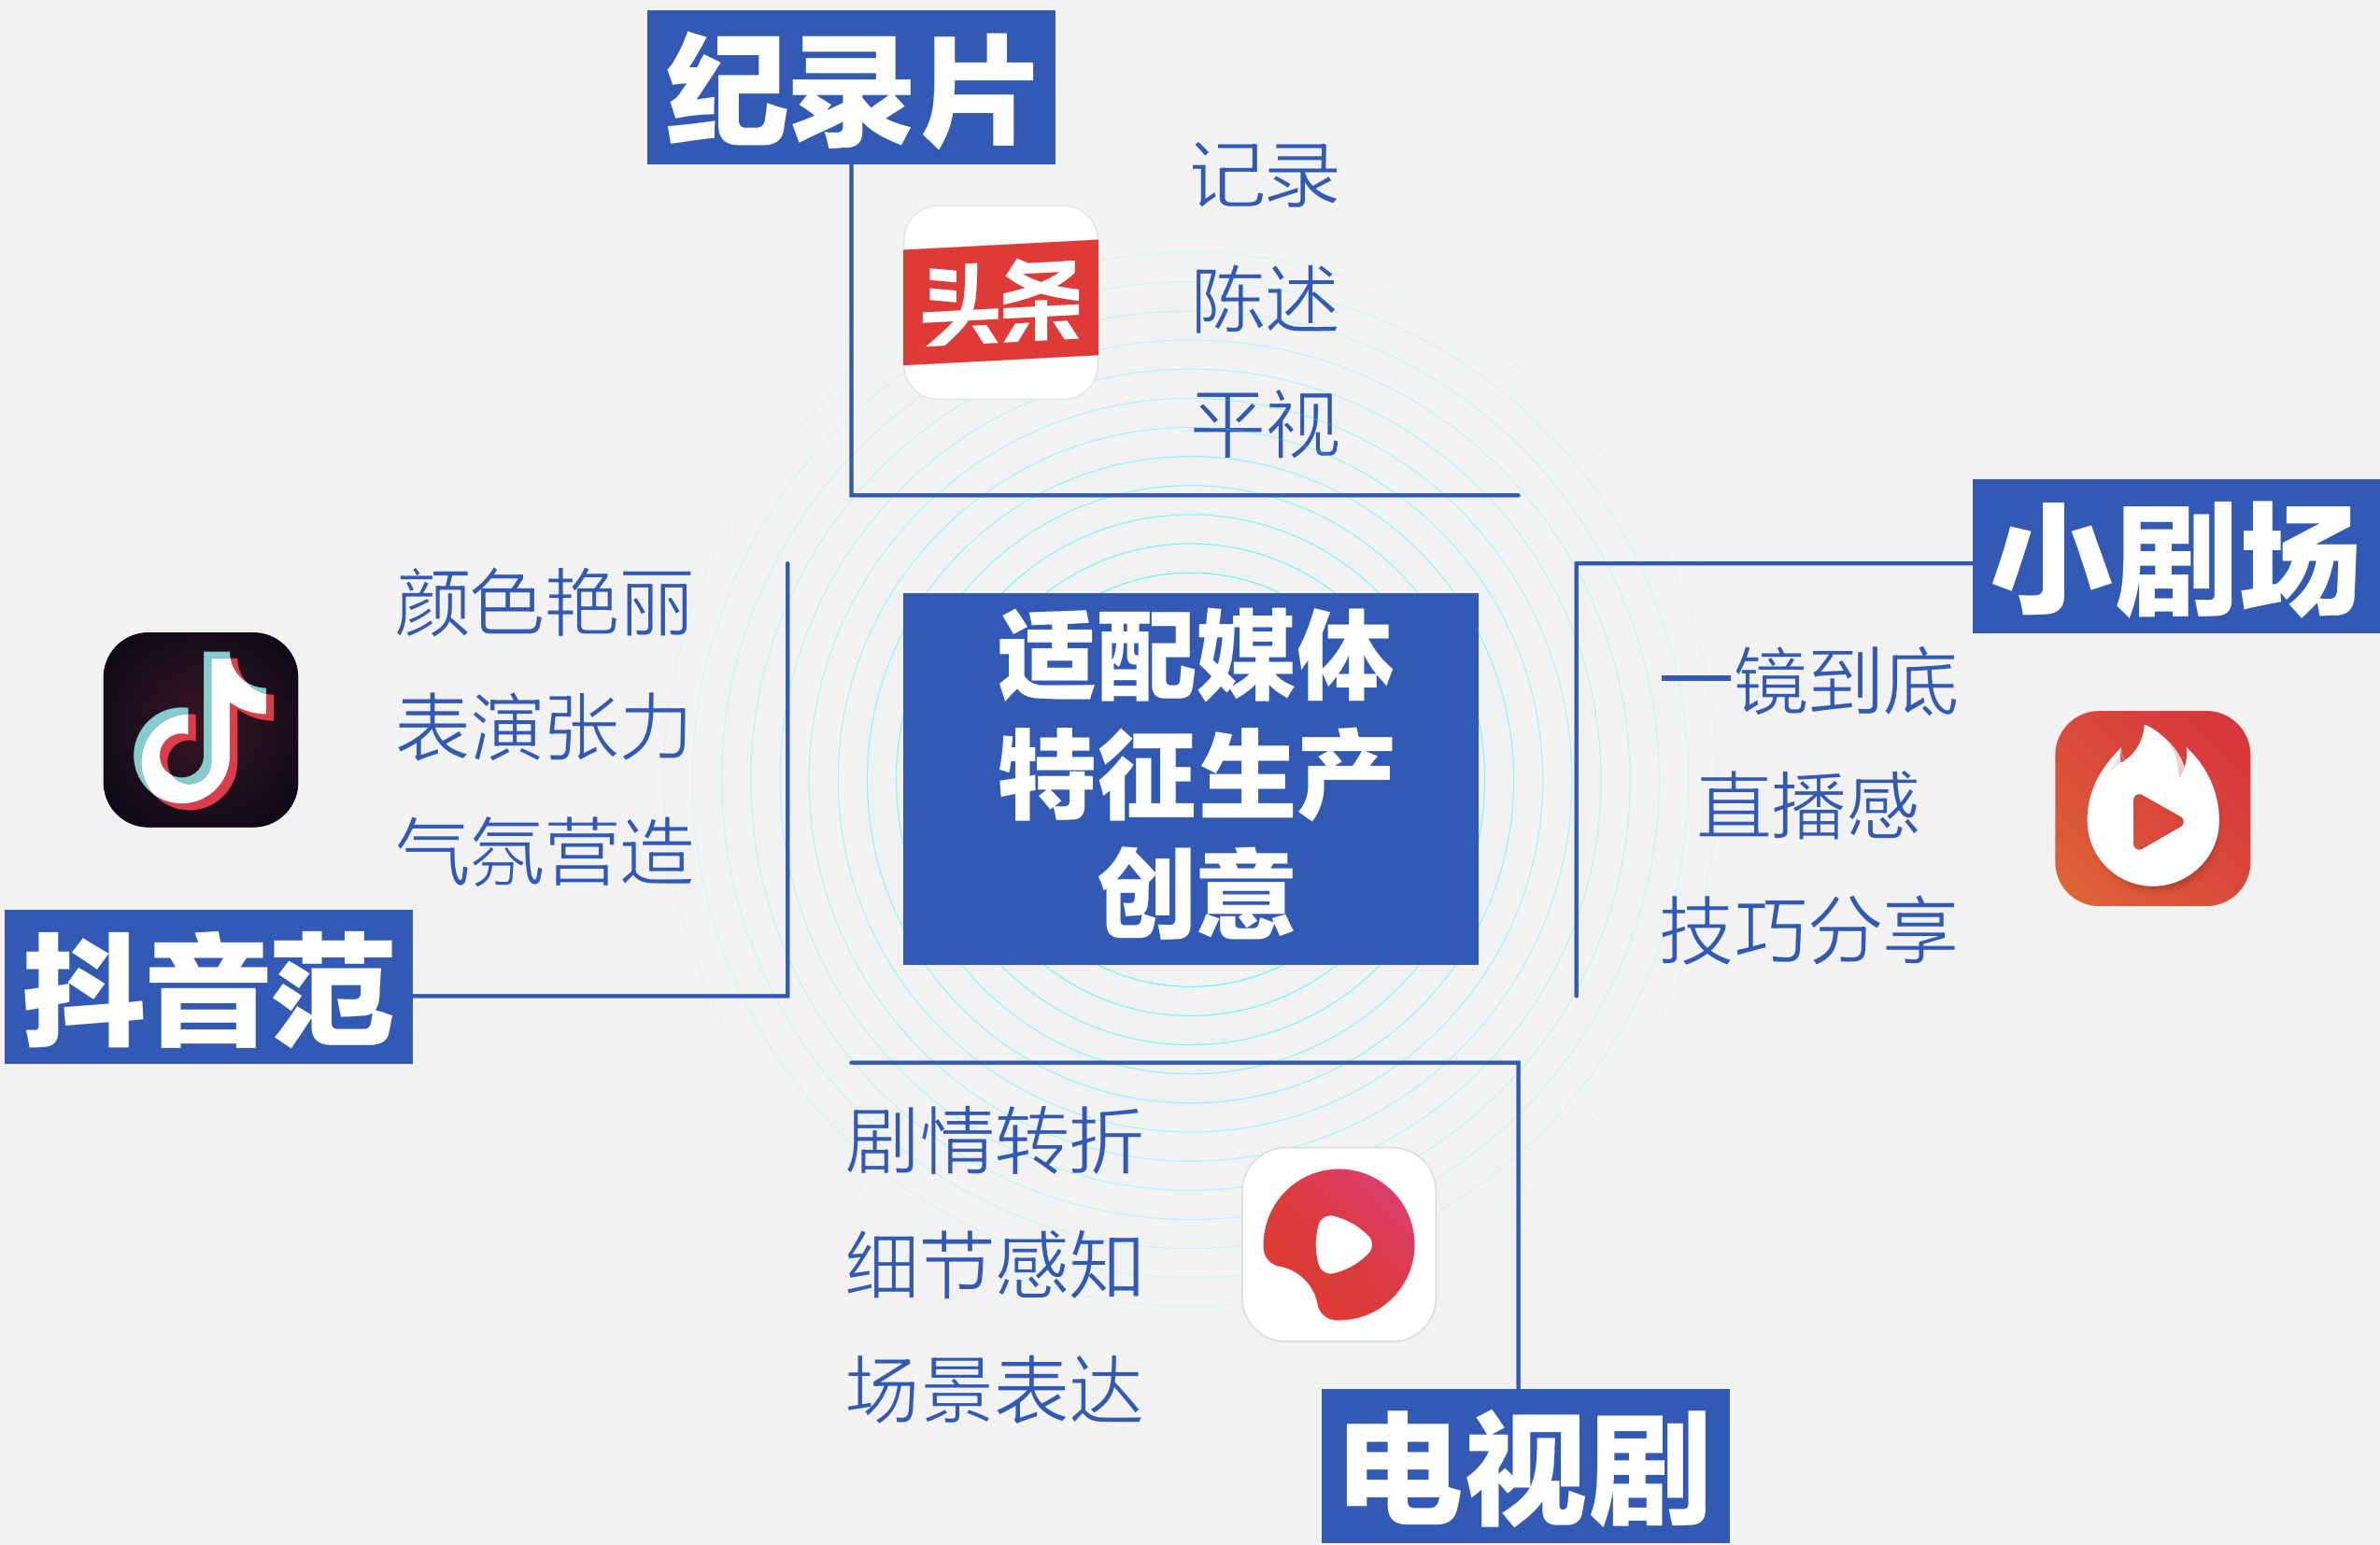 纪录片
记录
头条
陈述
平视
小剧场
颜色艳丽
表演张力
气氛营造
抖音范
适配媒体
特征生产
创意
一镜到氐
直播感
技巧分享
剧情转折
细节感知
场景表达
电视剧